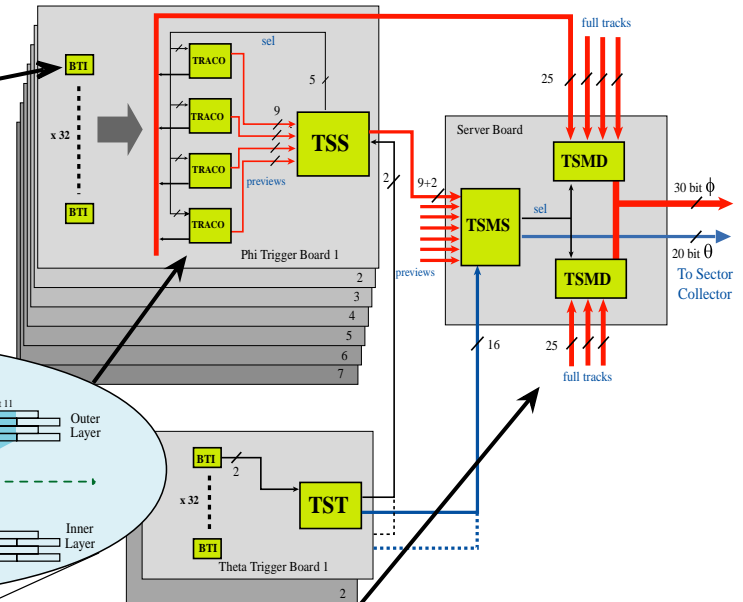 full tracks
BTI
sel
TRACO
25
5
Server Board
9
TRACO
x 32
TSS
TSMD
TRACO
2
9+2
30 bit ϕ
previews
sel
BTI
TRACO
TSMS
20 bit θ
Phi Trigger Board 1
previews
TSMD
To Sector
Collector
2
3
4
5
16
25
6
7
full tracks
t 11
Outer
Layer
BTI
2
x 32
TST
Inner
Layer
BTI
Theta Trigger Board 1
2